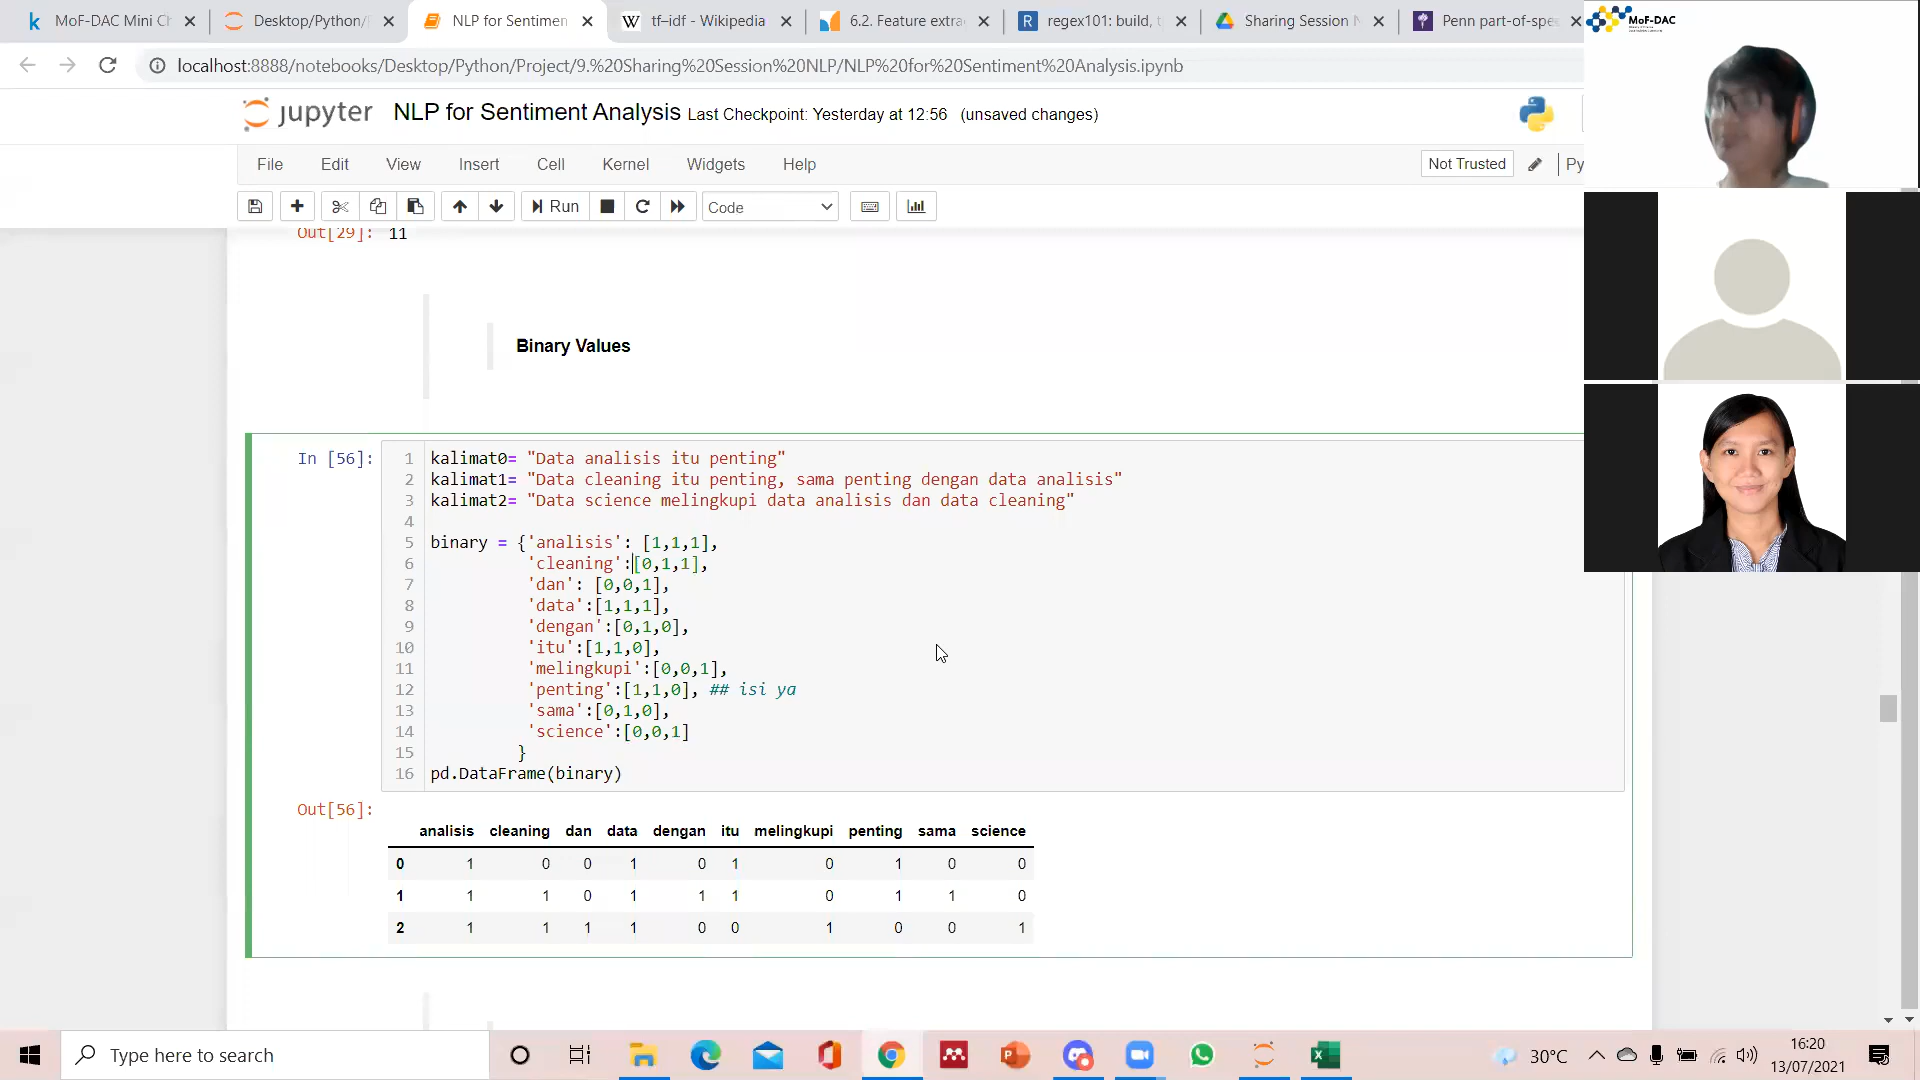 MoF-DAC Mini Ch
Desktop/Python/
NLP for Sentimen
tf–idf - Wikipedia
6.2. Feature extra
regex101: build, t
Sharing Session N
Penn part-of-spe
MoF-DAC
localhost:8888/notebooks/Desktop/Python/Project/9.%20Sharing%20Session%20NLP/NLP%20for%20Sentiment%20Analysis.ipynb
jupyter NLP for Sentiment Analysis Last Checkpoint: Yesterday at 12:56 (unsaved changes)
File Edit View Insert Cell Kernel Widgets Help Not Trusted Py
Run Code
Out[29]: 11
Binary Values
In [56]:
1 kalimat0= "Data analisis itu penting"
2 kalimat1= "Data cleaning itu penting, sama penting dengan data analisis"
3 kalimat2= "Data science melingkupi data analisis dan data cleaning"
4
5 binary = {'analisis': [1,1,1],
6 'cleaning':[0,1,1],
7 'dan': [0,0,1],
8 'data':[1,1,1],
9 'dengan':[0,1,0],
10 'itu':[1,1,0],
11 'melingkupi':[0,0,1],
12 'penting':[1,1,0], ## isi ya
13 'sama':[0,1,0],
14 'science':[0,0,1]
15 }
16 pd.DataFrame(binary)
Out[56]:
analisis cleaning dan data dengan itu melingkupi penting sama science
0 1 0 0 1 0 1 0 1 0 0
1 1 1 0 1 1 1 0 1 1 0
2 1 1 1 1 0 0 1 0 0 1
Type here to search
30°C
16:20
13/07/2021